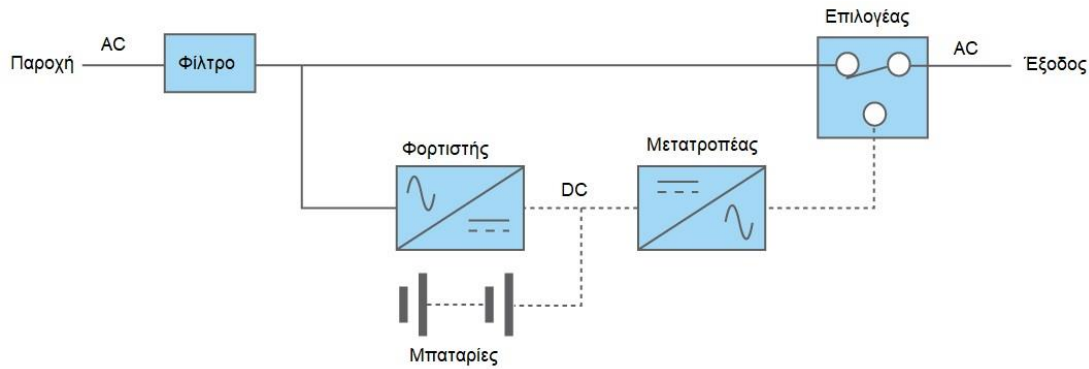 Επιλογέας
AC
AC
Παροχή
Φίλτρο
Έξοδος
Φορτιστής
Μετατροπέας
DC
Μπαταρίες